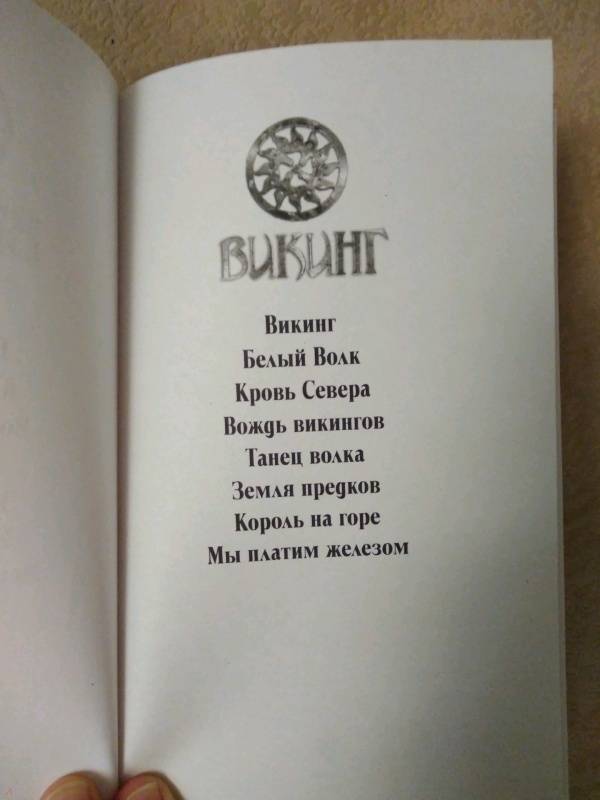 ВИКИНГ
Викинг
Белый Волк
Кровь Севера
Вождь викингов
Танец волка
Земля предков
Король на горе
Мы платим железом